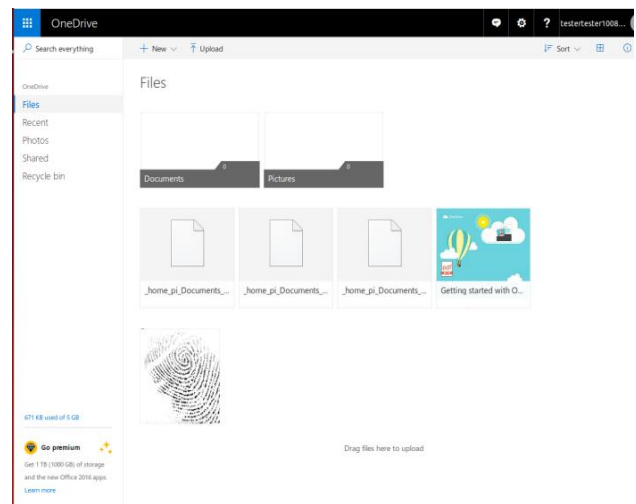 OneDrive
testertester1008...
Search everything
New
Upload
Sort
OneDrive
Files
Recent
Photos
Shared
Recycle bin
Files
Documents
0
Pictures
0
_home_pi_Documents_...
_home_pi_Documents_...
_home_pi_Documents_...
OneDrive
pdf
Getting started with O...
671 KB used of 5 GB
Go premium
Get 1 TB (1000 GB) of storage
and the new Office 2016 apps
Learn more
Drag files here to upload